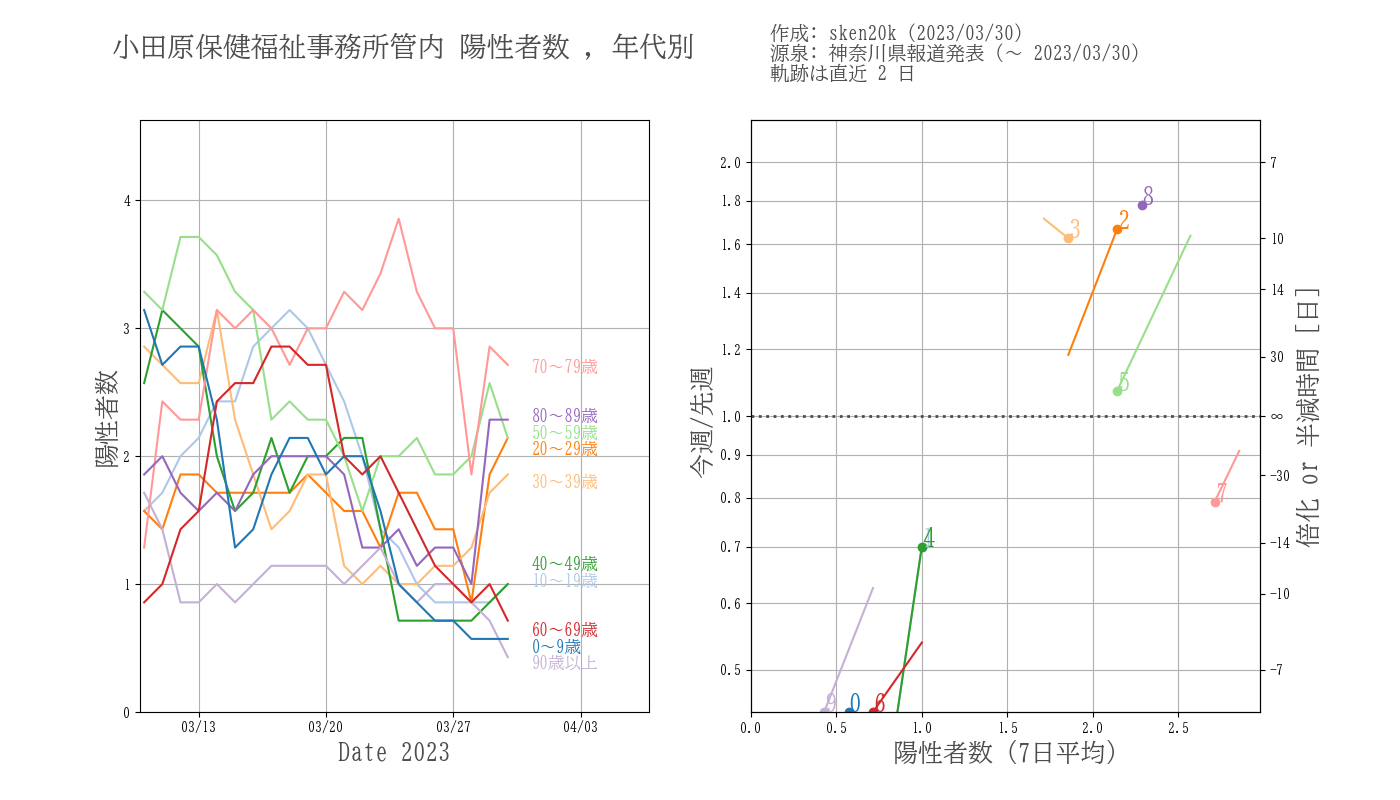 小田原保健福祉事務所管内 陽性者数 , 年代別
作成: sken20k (2023/03/30)
源泉: 神奈川県報道発表 (～ 2023/03/30)
軌跡は直近 2 日
陽性者数
4
3
2
1
0
03/13
03/20
03/27
04/03
Date 2023
70～79歳
80～89歳
50～59歳
20～29歳
30～39歳
40～49歳
10～19歳
60～69歳
0～9歳
90歳以上
今週/先週
2.0
1.8
1.6
1.4
1.2
1.0
0.9
0.8
0.7
0.6
0.5
0.0
0.5
1.0
1.5
2.0
2.5
陽性者数 (7日平均)
8
3
2
5
7
4
9
0
6
7
10
14
30
∞
-30
-14
-10
-7
倍化 or 半減時間 [日]